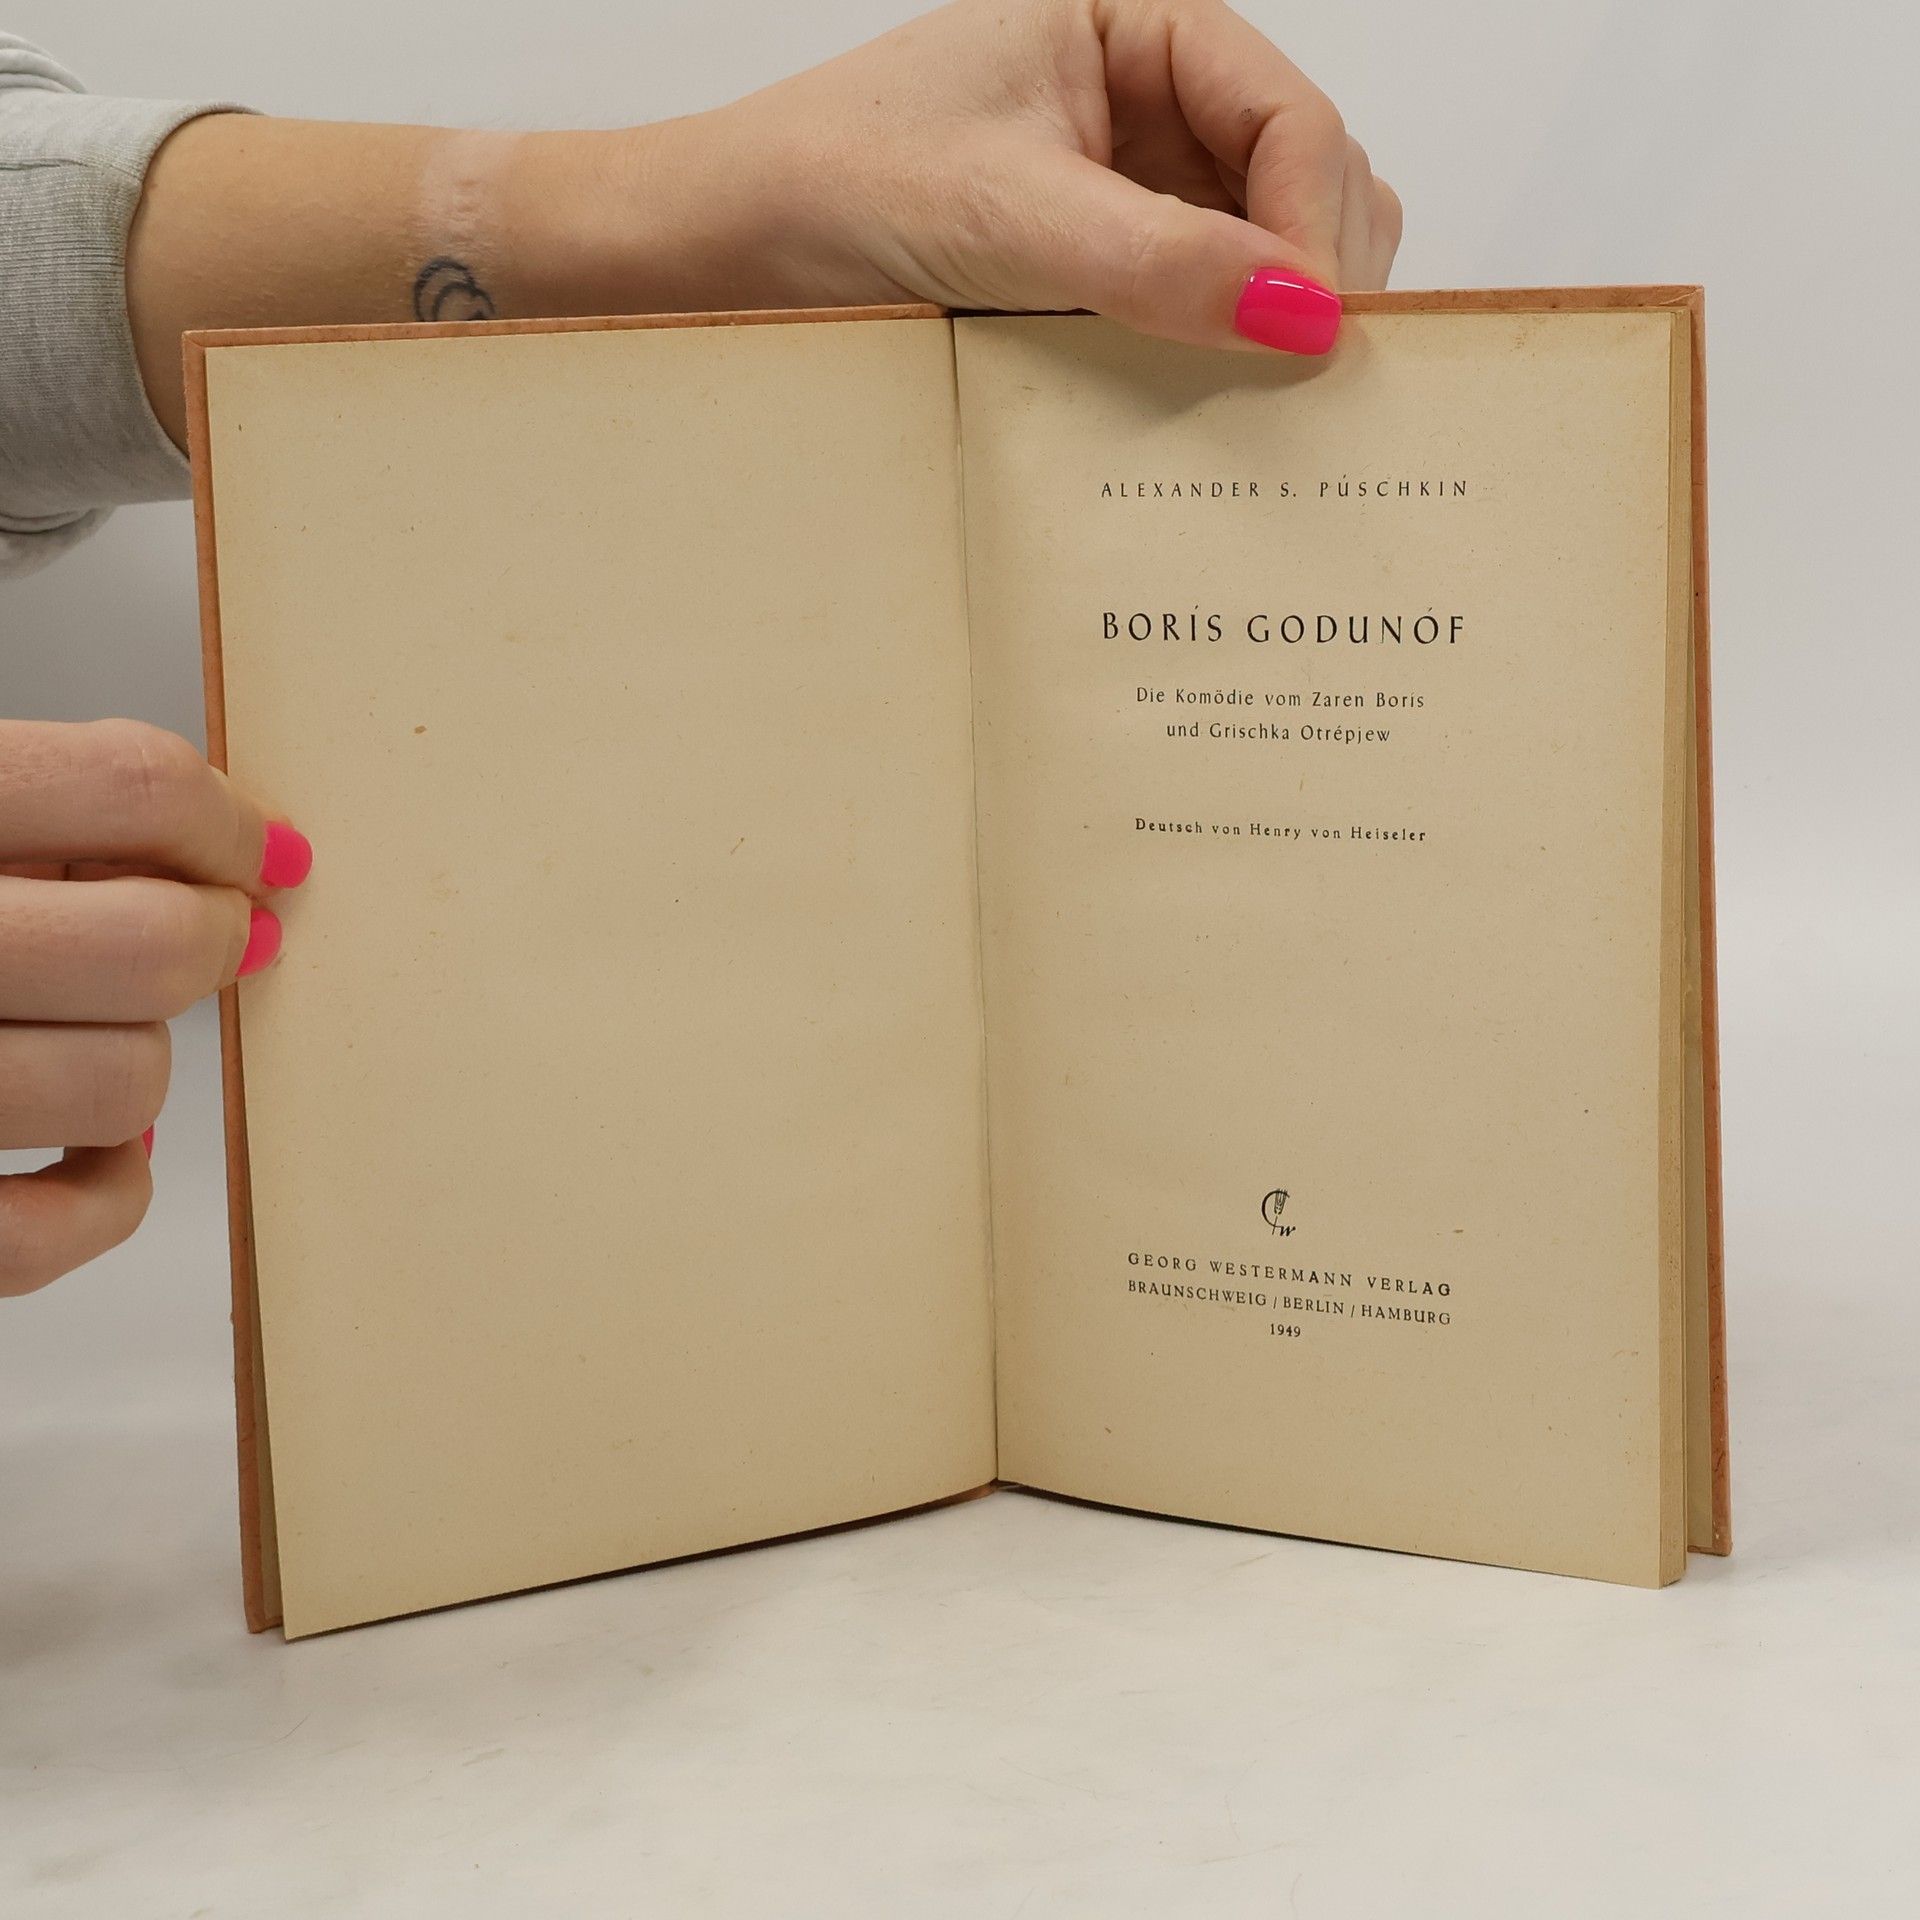 ALEXANDER S. PÚSCHKIN
BORÍS GODUNÓF
Die Komödie vom Zaren Borís
und Grischka Otrépjew
Deutsch von Henry von Heiseler
GEORG WESTERMANN VERLAG
BRAUNSCHWEIG / BERLIN / HAMBURG
1949